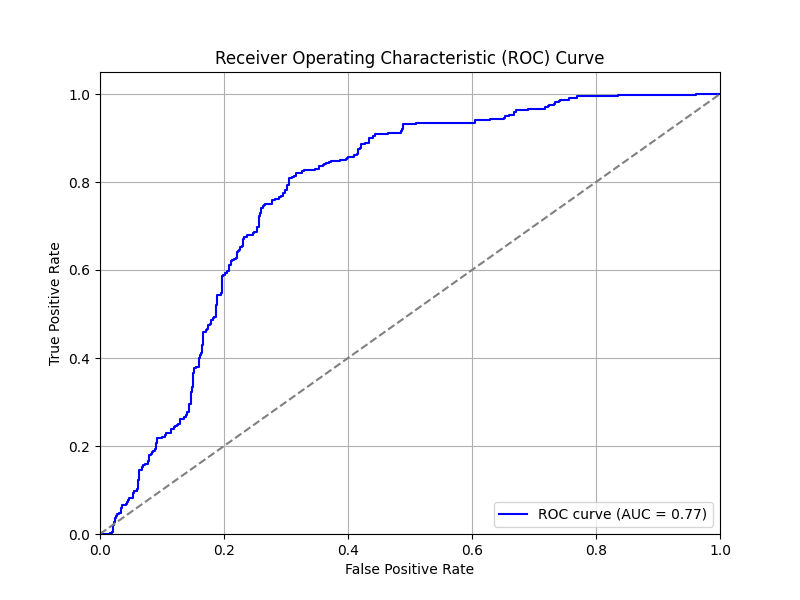 Receiver Operating Characteristic (ROC) Curve
True Positive Rate
1.0
0.8
0.6
0.4
0.2
0.0
0.0 0.2 0.4 0.6 0.8 1.0
False Positive Rate
ROC curve (AUC = 0.77)